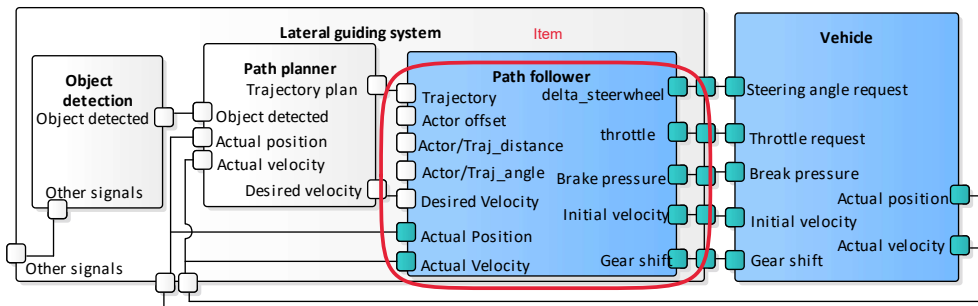 Lateral guiding system
Item
Vehicle
Object
detection
Object detected
Other signals
Other signals
Path planner
Trajectory plan
Object detected
Actual position
Actual velocity
Desired velocity
Path follower
Trajectory
Actor offset
Actor/Traj_distance
Actor/Traj_angle
Desired Velocity
Actual Position
Actual Velocity
delta_steerwheel
throttle
Brake pressure
Initial velocity
Gear shift
Steering angle request
Throttle request
Break pressure
Initial velocity
Gear shift
Actual position
Actual velocity